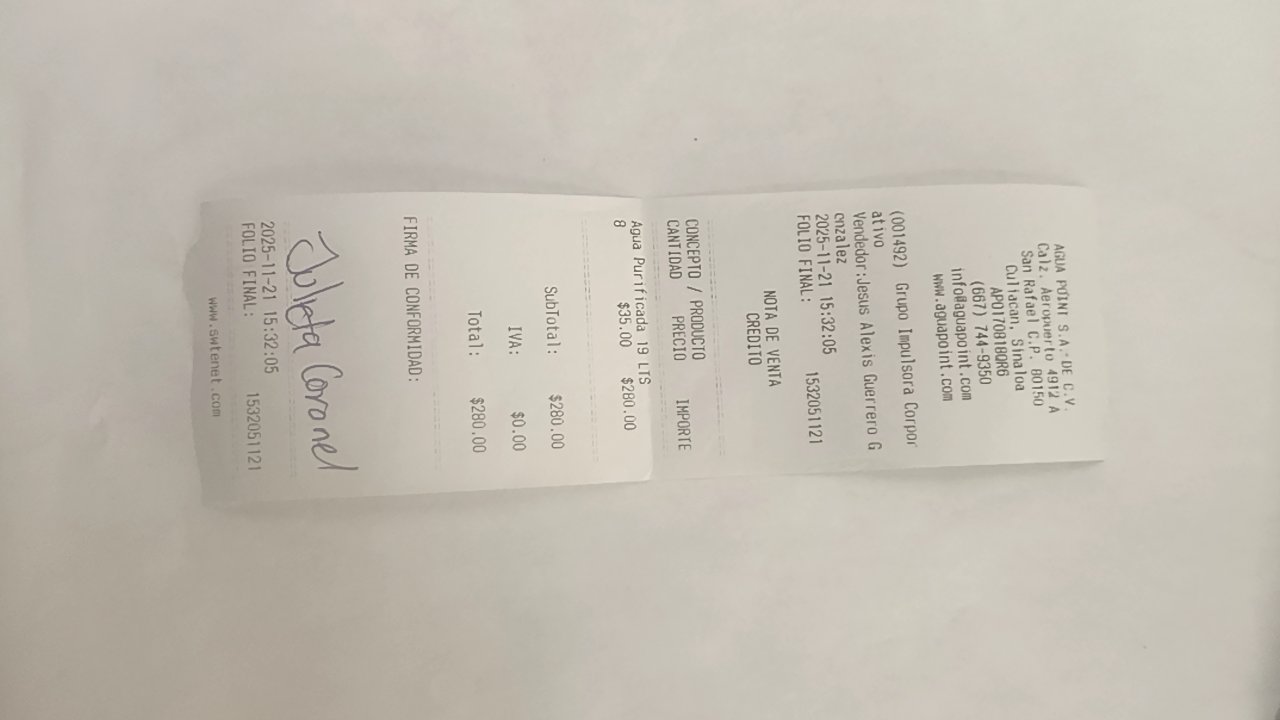 AGUA POINT S.A. DE C.V.
Calz. Aeropuerto 4912 A
San Rafael C.P. 80150
Culiacan, Sinaloa
APO170818QR6
(667) 744-9350
info@aguapoint.com
www.aguapoint.com
(001492) Grupo Impulsora Corpor
ativo
Vendedor:Jesus Alexis Guerrero G
onzalez
2025-11-21 15:32:05
FOLIO FINAL: 1532051121
NOTA DE VENTA
CREDITO
CONCEPTO / PRODUCTO
CANTIDAD PRECIO IMPORTE
Agua Purificada 19 LTS
8 $35.00 $280.00
SubTotal: $280.00
IVA: $0.00
Total: $280.00
FIRMA DE CONFORMIDAD:
Julieta Coronel
2025-11-21 15:32:05
FOLIO FINAL: 1532051121
www.swtenet.com